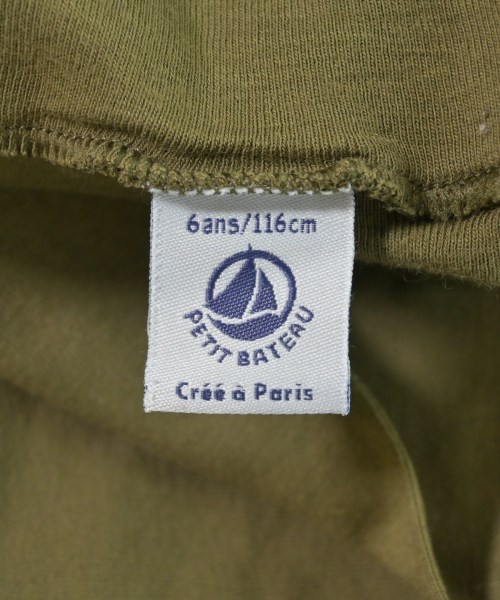 6ans/116cm
PETIT BATEAU
Créé à Paris